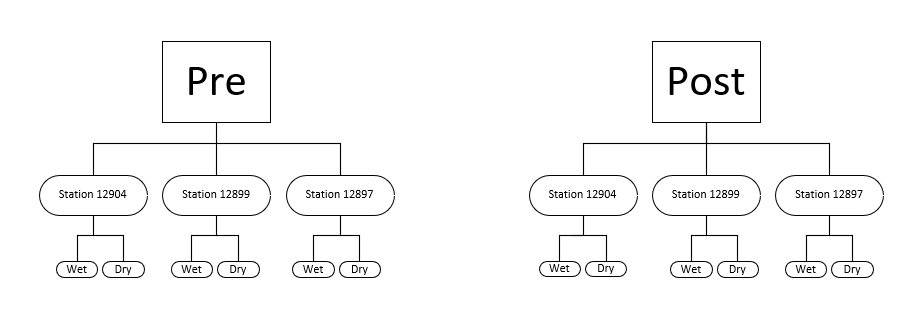 Pre
Post
Station 12904
Station 12899
Station 12897
Station 12904
Station 12899
Station 12897
Wet
Dry
Wet
Dry
Wet
Dry
Wet
Dry
Wet
Dry
Wet
Dry